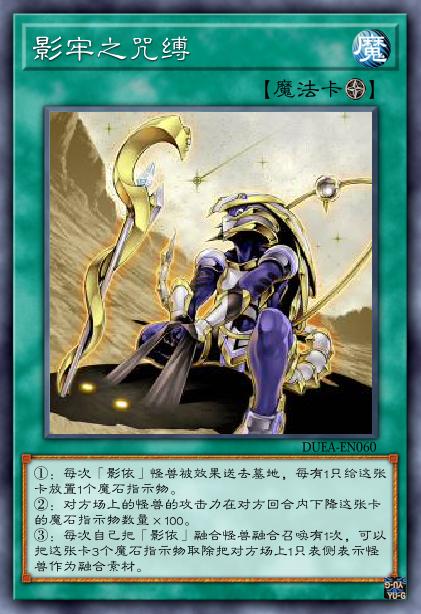 影牢之咒缚
魔
【魔法卡】
DUEA-EN060
①：每次「影依」怪兽被效果送去墓地，每有1只给这张
卡放置1个魔石指示物。
②：对方场上的怪兽的攻击力在对方回合内下降这张卡
的魔石指示物数量×100。
③：每次自己把「影依」融合怪兽融合召唤有1次，可以
把这张卡3个魔石指示物取除把对方场上1只表侧表示怪
兽作为融合素材。